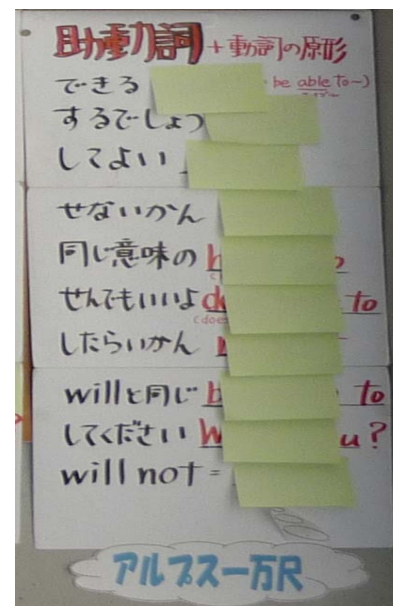 助動詞+動詞の原形
できる be able to~)
するでしょう
してよい
せないかん
同じ意味の h
せんでもいいよ do to
(does
したらいかん
willと同じ b to
してください W u?
will not =
アルプス一万尺